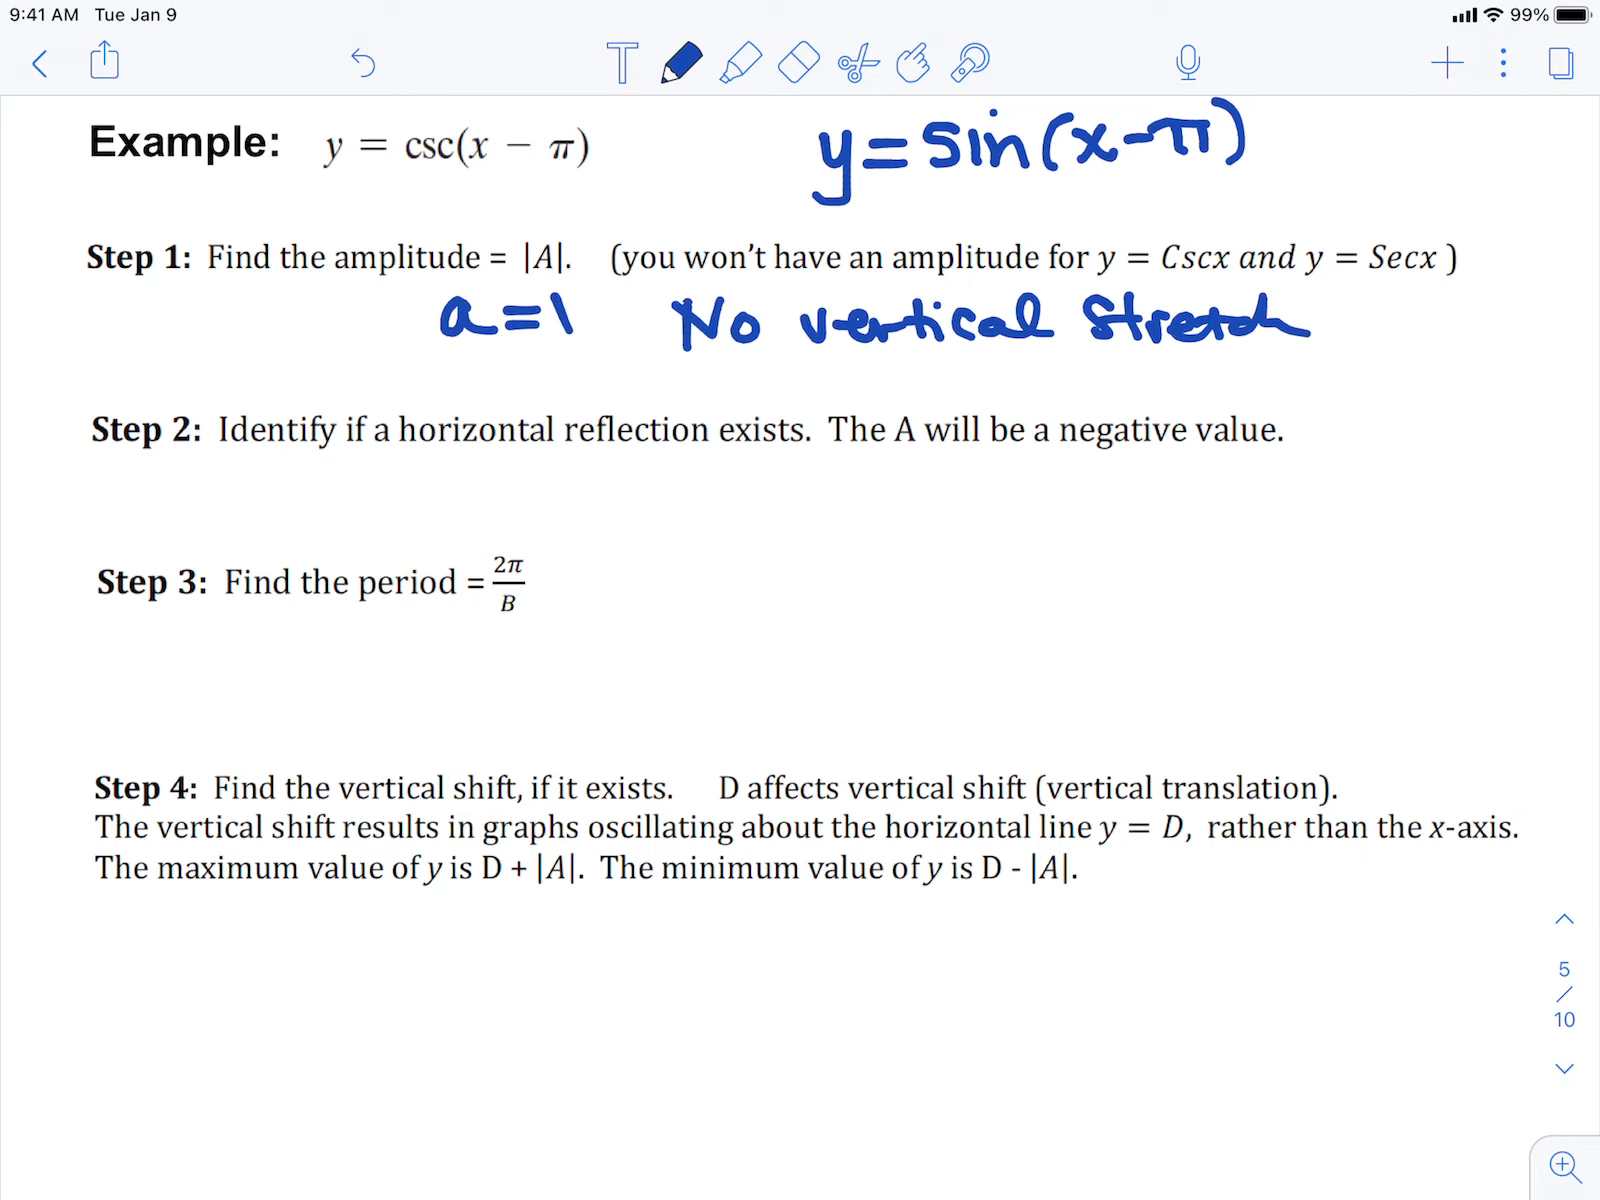 9:41 AM Tue Jan 9 99%
Example: y = csc(x − π) y=sin(x-π)
Step 1: Find the amplitude = |A|. (you won't have an amplitude for y = Cscx and y = Secx )
a=1 No vertical Stretch
Step 2: Identify if a horizontal reflection exists. The A will be a negative value.
Step 3: Find the period = 2π/B
Step 4: Find the vertical shift, if it exists. D affects vertical shift (vertical translation).
The vertical shift results in graphs oscillating about the horizontal line y = D, rather than the x-axis.
The maximum value of y is D + |A|. The minimum value of y is D - |A|.
5
/
10